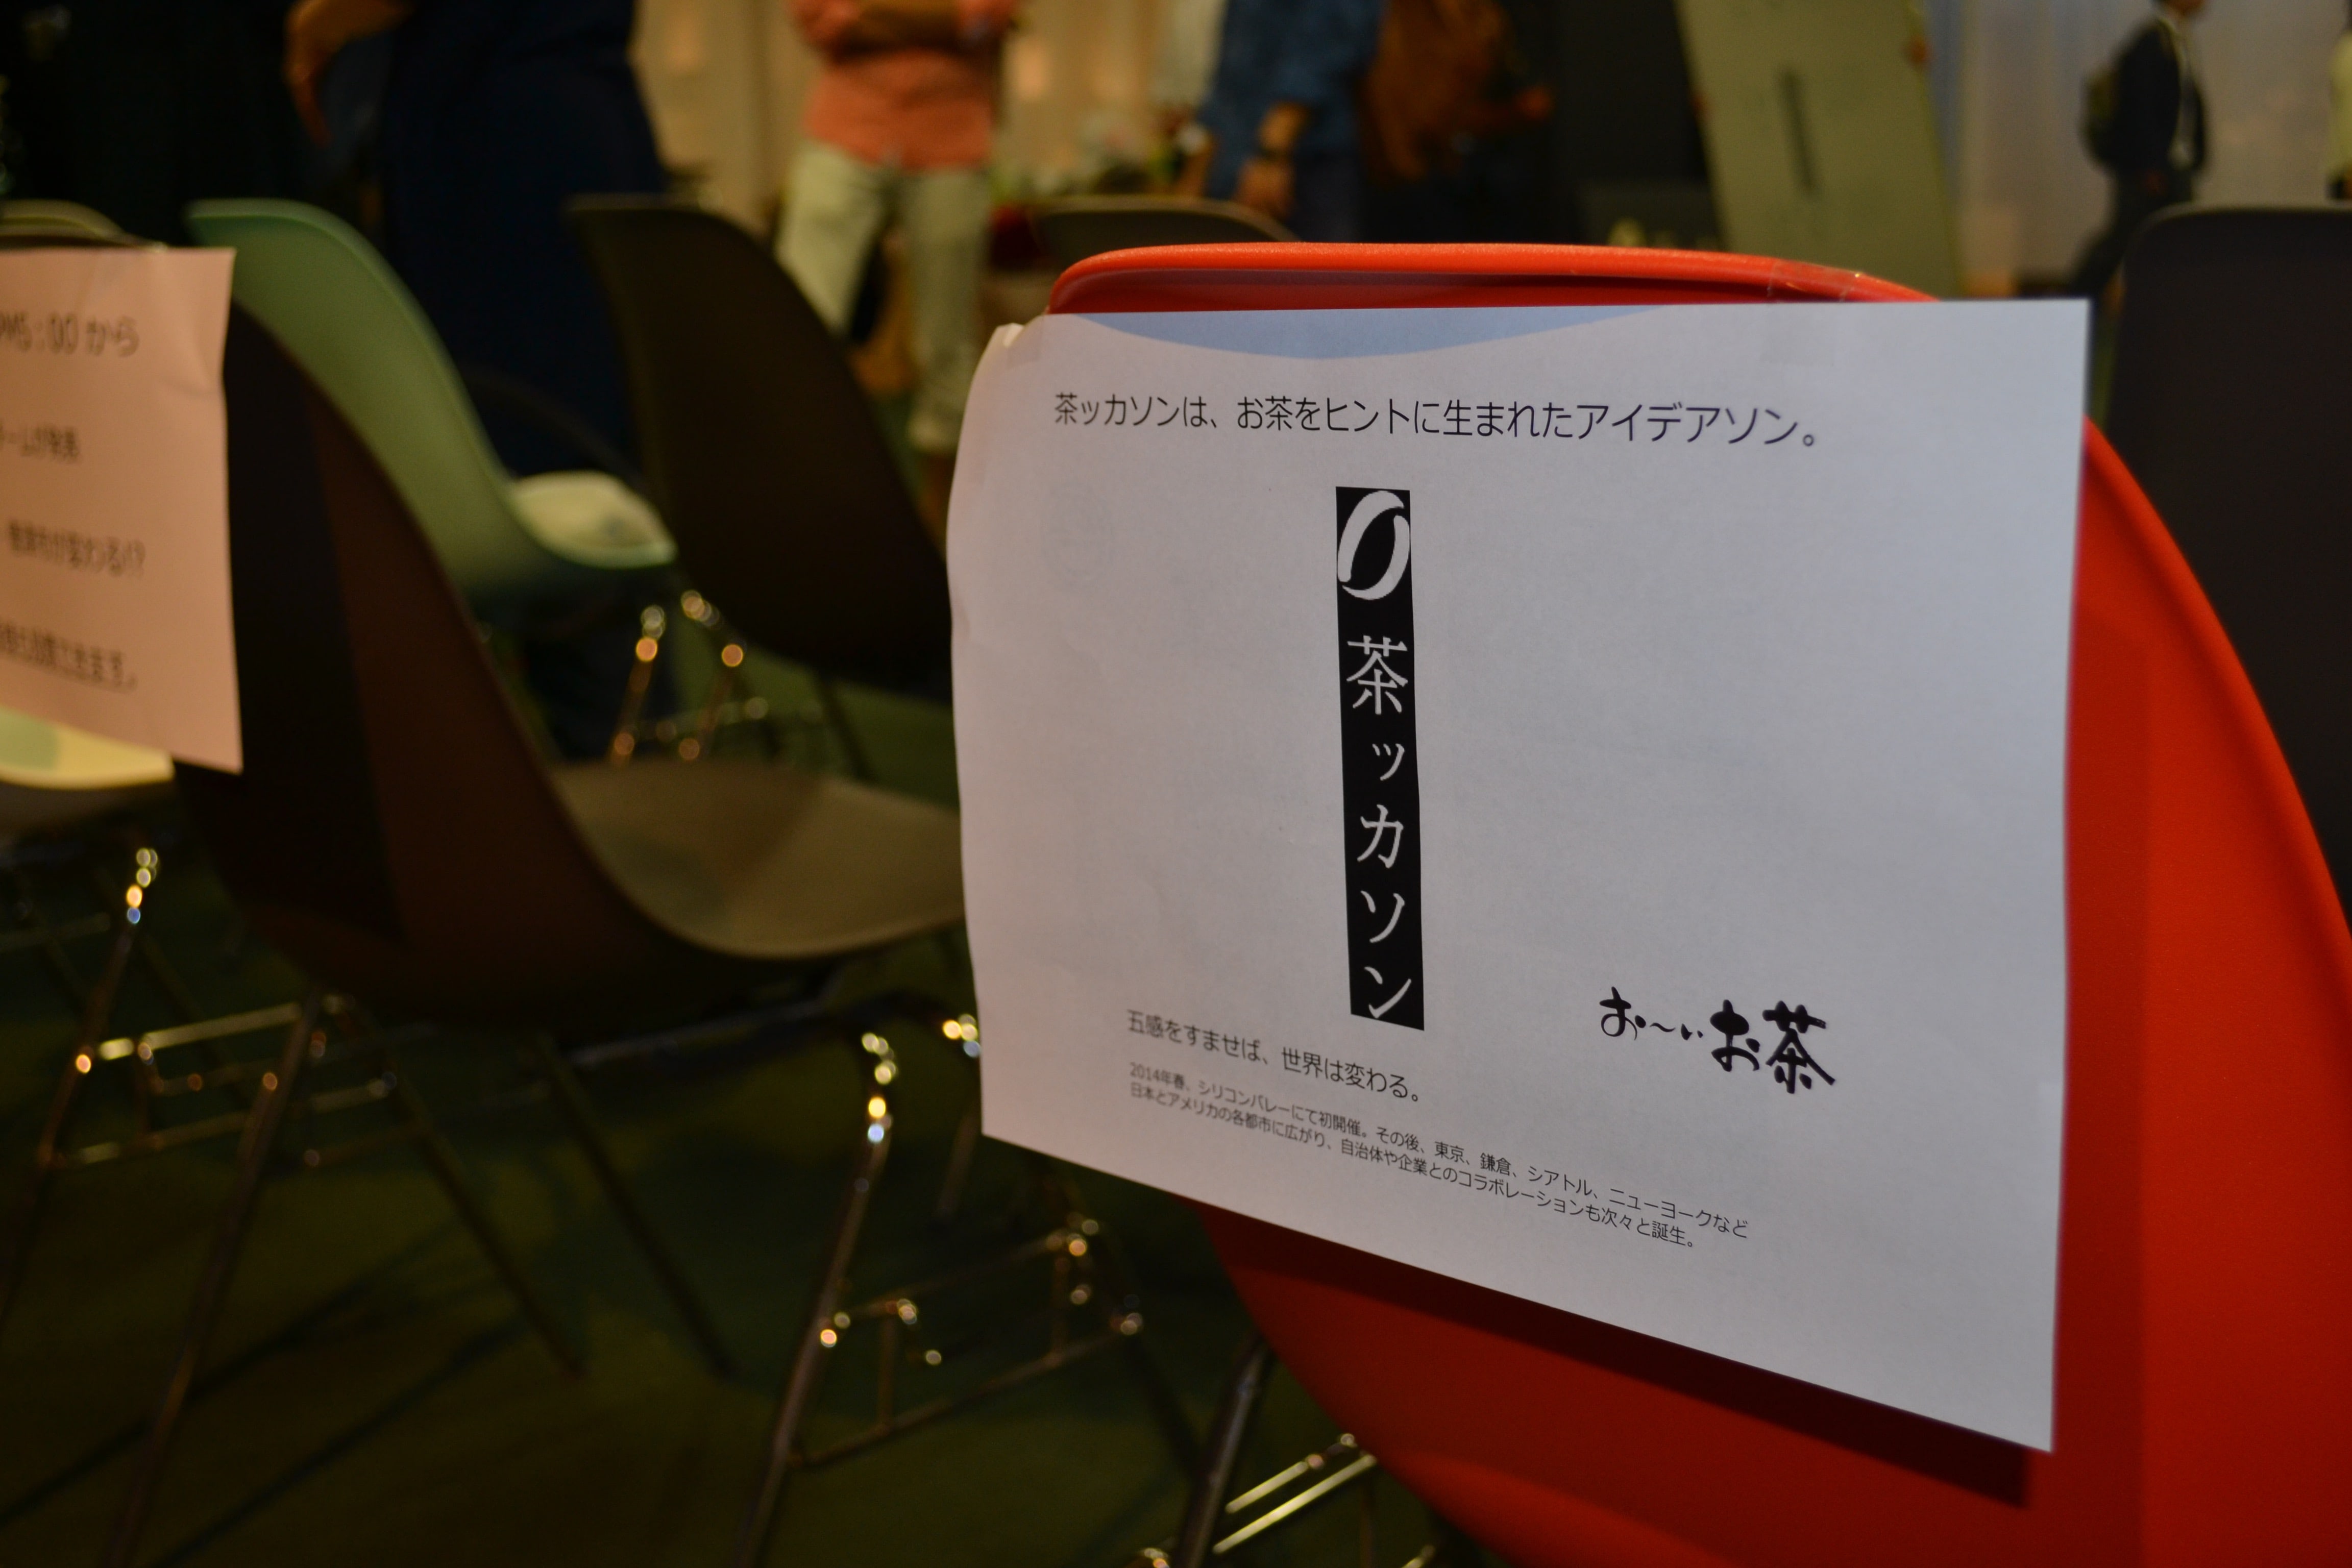 PM5:00 から
茶ッカソンは、お茶をヒントに生まれたアイデアソン。
茶ッカソン
お〜いお茶
五感をすませば、世界は変わる。
2014年春、シリコンバレーにて初開催。その後、東京、鎌倉、シアトル、ニューヨークなど
日本とアメリカの各都市に広がり、自治体や企業とのコラボレーションも次々と誕生。